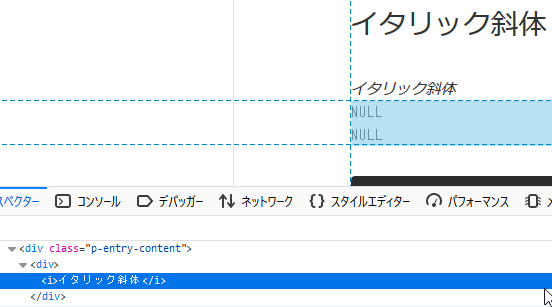 イタリック斜体
イタリック斜体
NULL
NULL
スペクター コンソール デバッガー ネットワーク {} スタイルエディター パフォーマンス
<div class="p-entry-content">
<div>
<i>イタリック斜体</i>
</div>